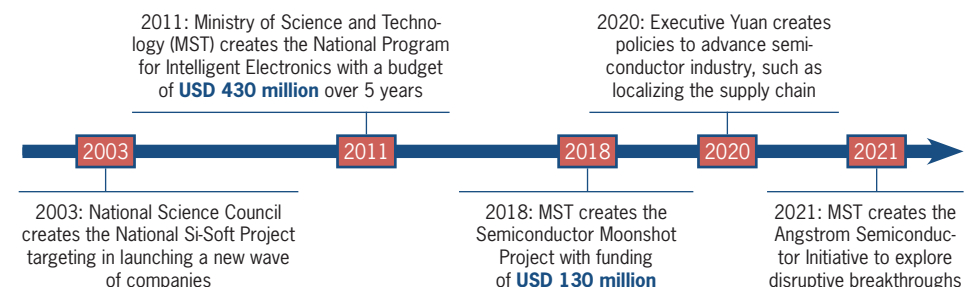 2011: Ministry of Science and Techno-
logy (MST) creates the National Program
for Intelligent Electronics with a budget
of USD 430 million over 5 years
2020: Executive Yuan creates
policies to advance semi-
conductor industry, such as
localizing the supply chain
2003
2011
2018
2020
2021
2003: National Science Council
creates the National Si-Soft Project
targeting in launching a new wave
of companies
2018: MST creates the
Semiconductor Moonshot
Project with funding
of USD 130 million
2021: MST creates the
Angstrom Semiconduc-
tor Initiative to explore
disruptive breakthroughs